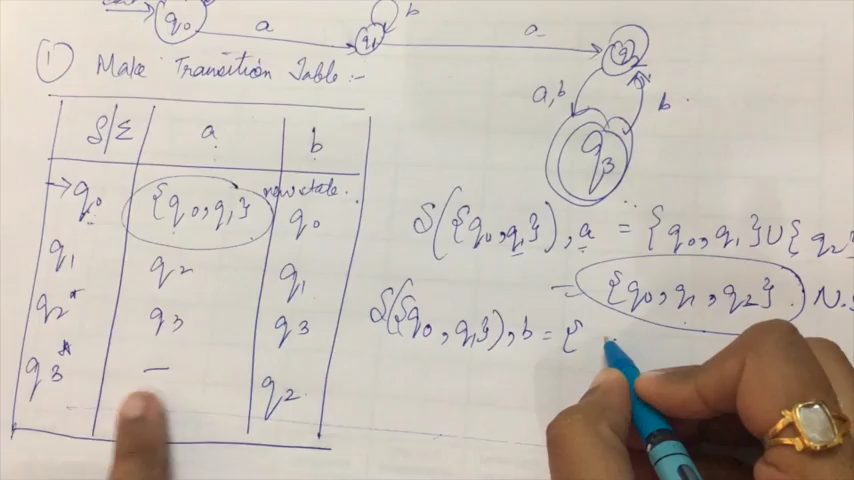 q0 a q1 b a q2
① Make Transition Table :-
a,b b
q3
δ/Σ a b
→q0 {q0,q1} new state. q0
q1 q2 q1
q2* q3 q3
q3* — q2
δ({q0,q1}),a = {q0,q1}∪{q2
= {q0,q1,q2}.) N.S
δ({q0,q1}),b = {